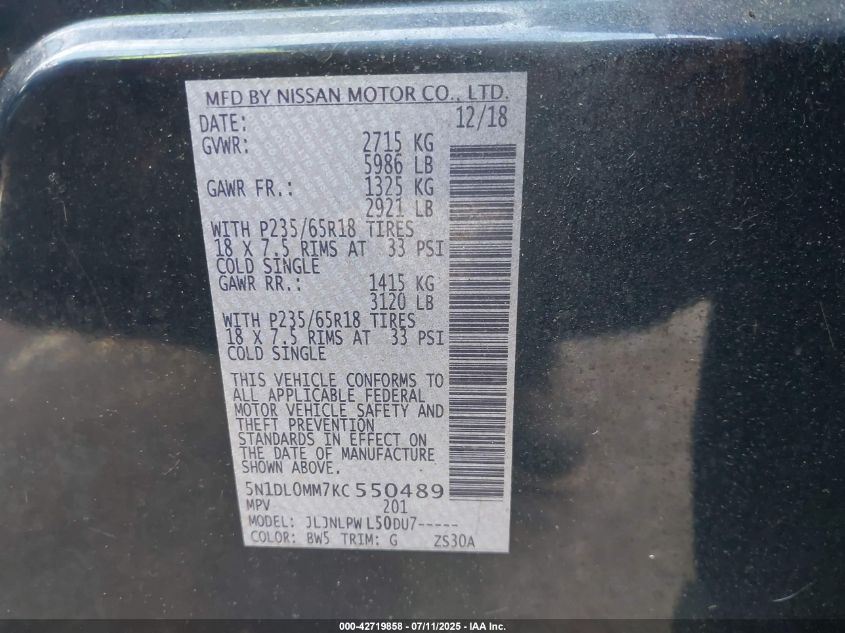 MFD BY NISSAN MOTOR CO., LTD.
DATE: 12/18
GVWR: 2715 KG
5986 LB
GAWR FR.: 1325 KG
2921 LB
WITH P235/65R18 TIRES
18 X 7.5 RIMS AT 33 PSI
COLD SINGLE
GAWR RR.: 1415 KG
3120 LB
WITH P235/65R18 TIRES
18 X 7.5 RIMS AT 33 PSI
COLD SINGLE
THIS VEHICLE CONFORMS TO
ALL APPLICABLE FEDERAL
MOTOR VEHICLE SAFETY AND
THEFT PREVENTION
STANDARDS IN EFFECT ON
THE DATE OF MANUFACTURE
SHOWN ABOVE.
5N1DL0MM7KC550489
MPV 201
MODEL: JLJNLPW L50DU7-----
COLOR: BW5 TRIM: G ZS30A
000-42719858 - 07/11/2025 - IAA Inc.